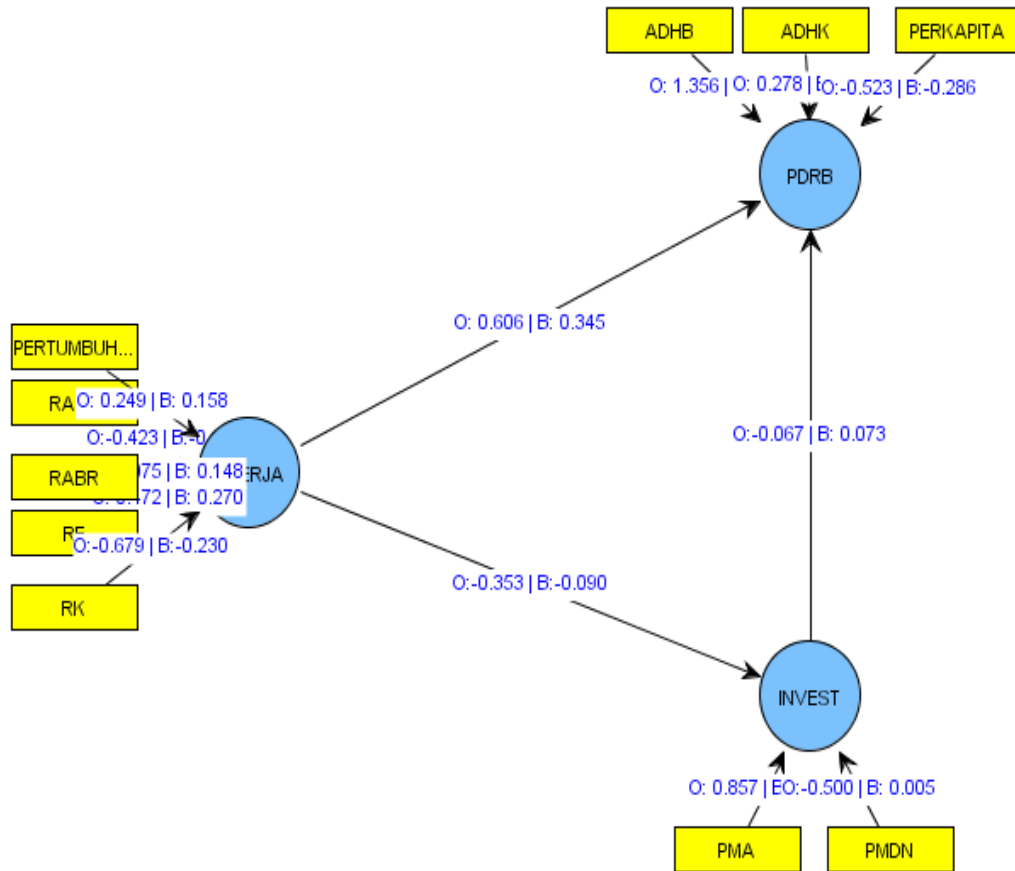 ADHB
ADHK
PERKAPITA
O: 1.356 |
O: 0.278 |
O:-0.523 | B:-0.286
PDRB
O: 0.606 | B: 0.345
PERTUMBUH...
O: 0.249 | B: 0.158
O:-0.423 | B:-0
RABR
| B: 0.148
| B: 0.270
O:-0.679 | B:-0.230
RK
O:-0.067 | B: 0.073
O:-0.353 | B:-0.090
INVEST
O: 0.857 |
O:-0.500 | B: 0.005
PMA
PMDN